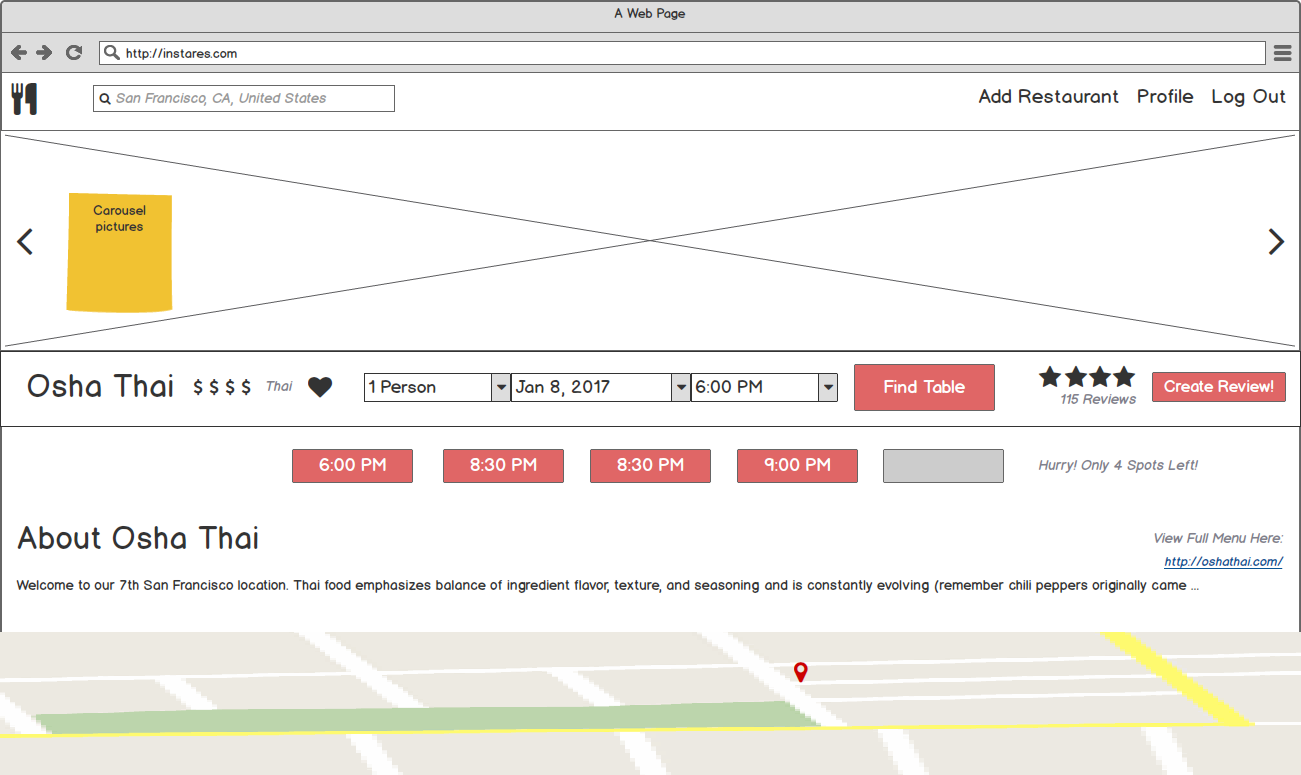 A Web Page
http://instares.com
San Francisco, CA, United States
Add Restaurant Profile Log Out
Carousel
pictures
Osha Thai $ $ $ $ Thai 1 Person Jan 8, 2017 6:00 PM Find Table 115 Reviews Create Review!
6:00 PM 8:30 PM 8:30 PM 9:00 PM Hurry! Only 4 Spots Left!
About Osha Thai
View Full Menu Here:
http://oshathai.com/
Welcome to our 7th San Francisco location. Thai food emphasizes balance of ingredient flavor, texture, and seasoning and is constantly evolving (remember chili peppers originally came ...